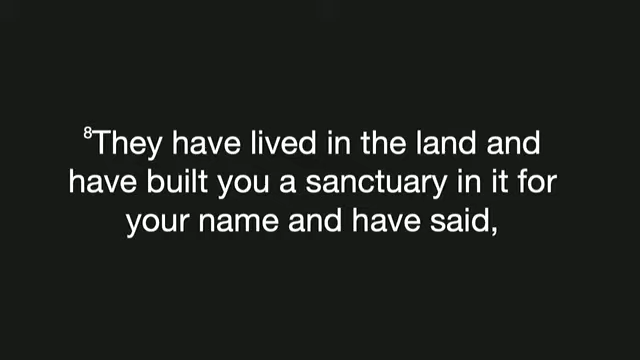 ⁸They have lived in the land and
have built you a sanctuary in it for
your name and have said,